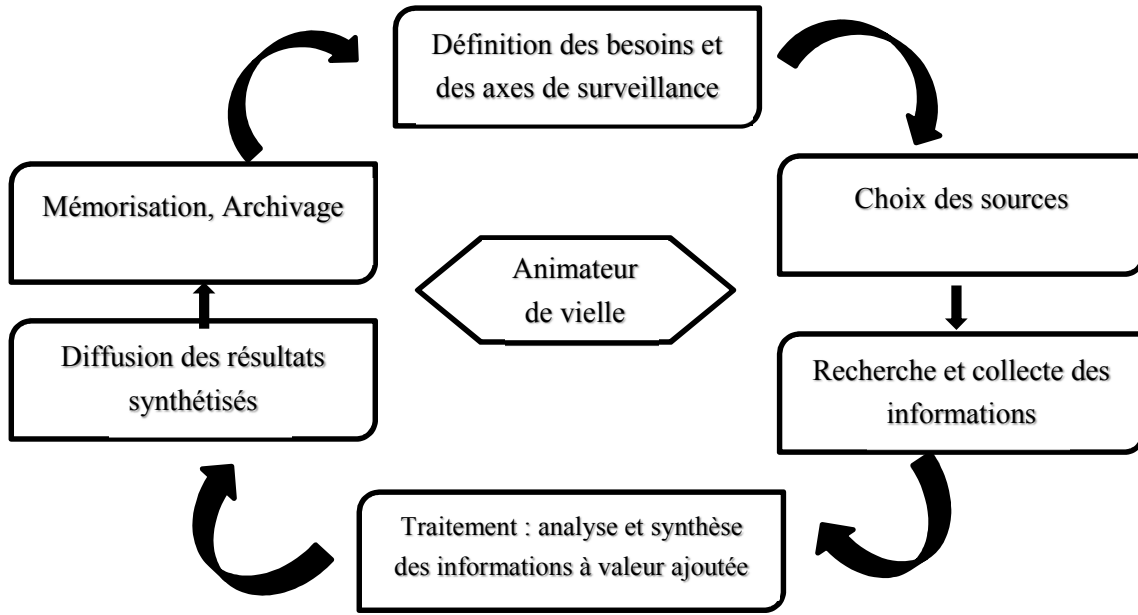 Définition des besoins et
des axes de surveillance
Mémorisation, Archivage
Choix des sources
Animateur
de vielle
Diffusion des résultats
synthétisés
Recherche et collecte des
informations
Traitement : analyse et synthèse
des informations à valeur ajoutée